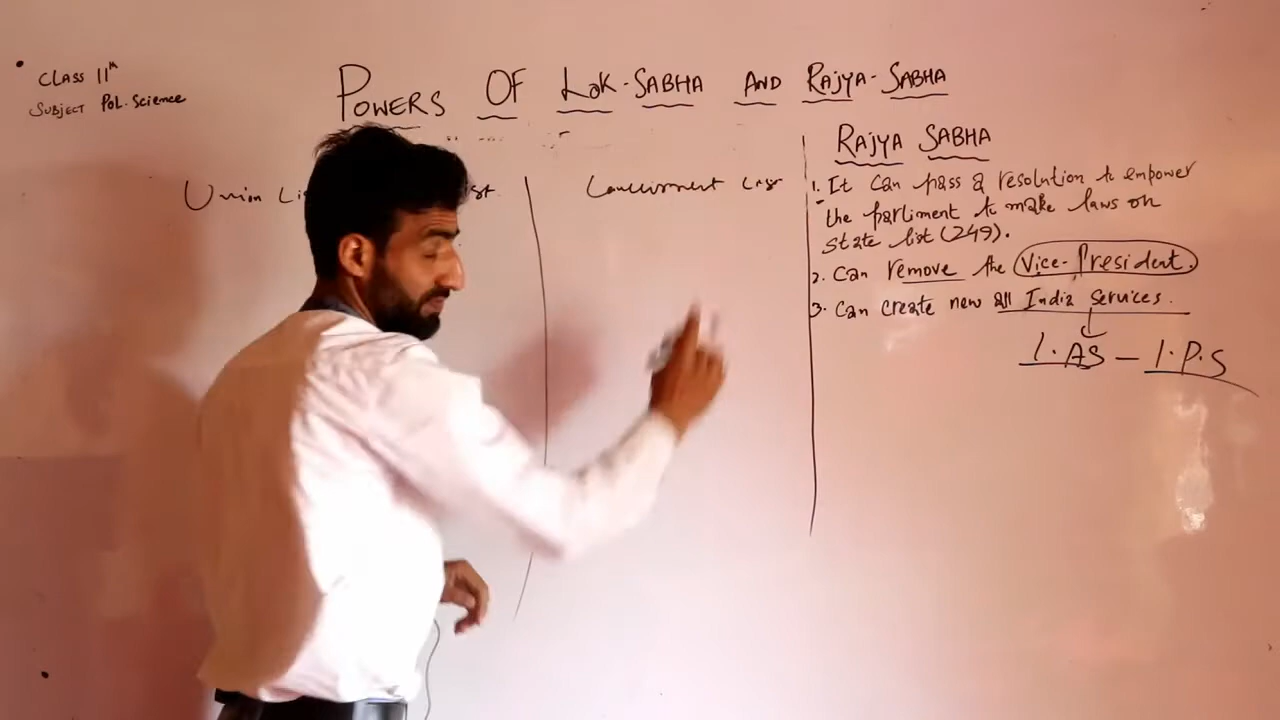 CLASS 11th
SUBJECT POL. Science
POWERS OF LOK-SABHA AND RAJYA-SABHA
Union
RAJYA SABHA
1. It can pass a resolution to empower
the parliment to make laws on
state list (249).
2. Can remove the Vice-President.
3. Can create new all India Services.
I.AS – I.P.S